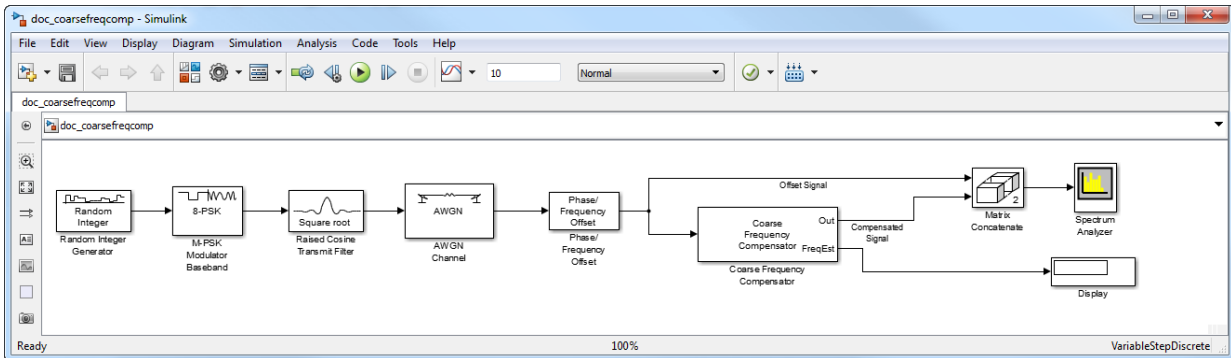 doc_coarsefreqcomp - Simulink
File Edit View Display Diagram Simulation Analysis Code Tools Help
10 Normal
doc_coarsefreqcomp
doc_coarsefreqcomp
Random
Integer
Random Integer
Generator
8-PSK
M-PSK
Modulator
Baseband
Square root
Raised Cosine
Transmit Filter
AWGN
AWGN
Channel
Phase/
Frequency
Offset
Phase/
Frequency
Offset
Offset Signal
Coarse
Frequency
Compensator
Out
FreqEst
Coarse Frequency
Compensator
Compensated
Signal
2
Matrix
Concatenate
Spectrum
Analyzer
Display
Ready 100% VariableStepDiscrete